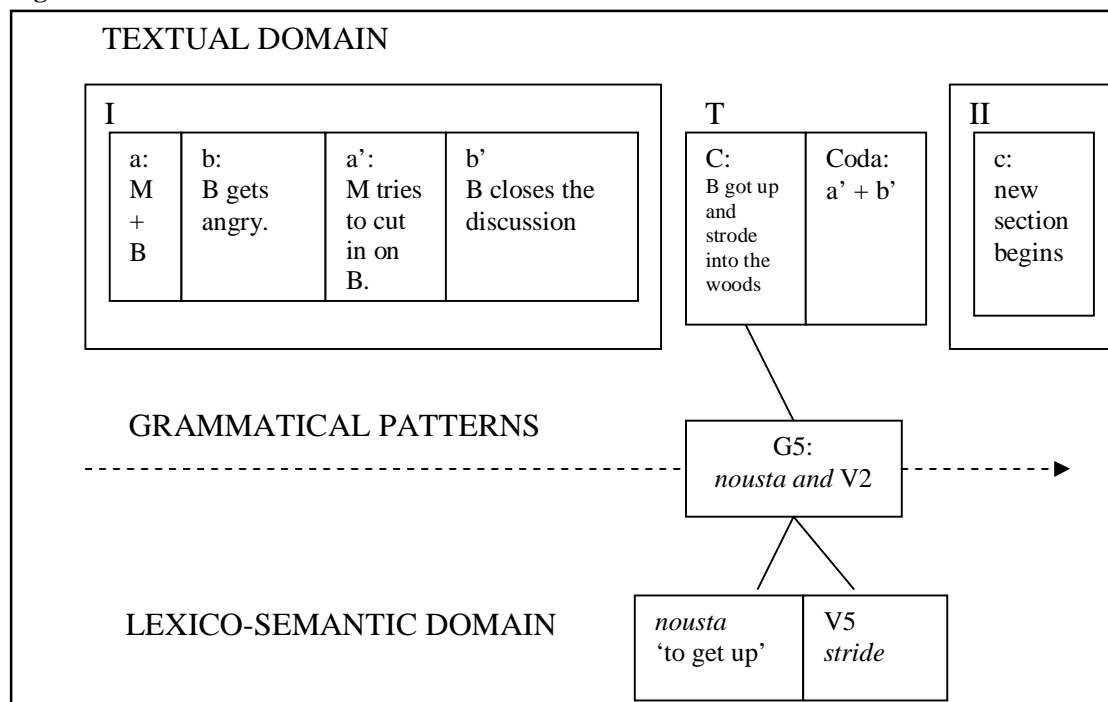 TEXTUAL DOMAIN
I
a:
M
+
B
b:
B gets
angry.
a’:
M tries
to cut
in on
B.
b’
B closes the
discussion
T
C:
B got up
and
strode
into the
woods
Coda:
a’ + b’
II
c:
new
section
begins
GRAMMATICAL PATTERNS
G5:
nousta and V2
LEXICO-SEMANTIC DOMAIN
nousta
‘to get up’
V5
stride